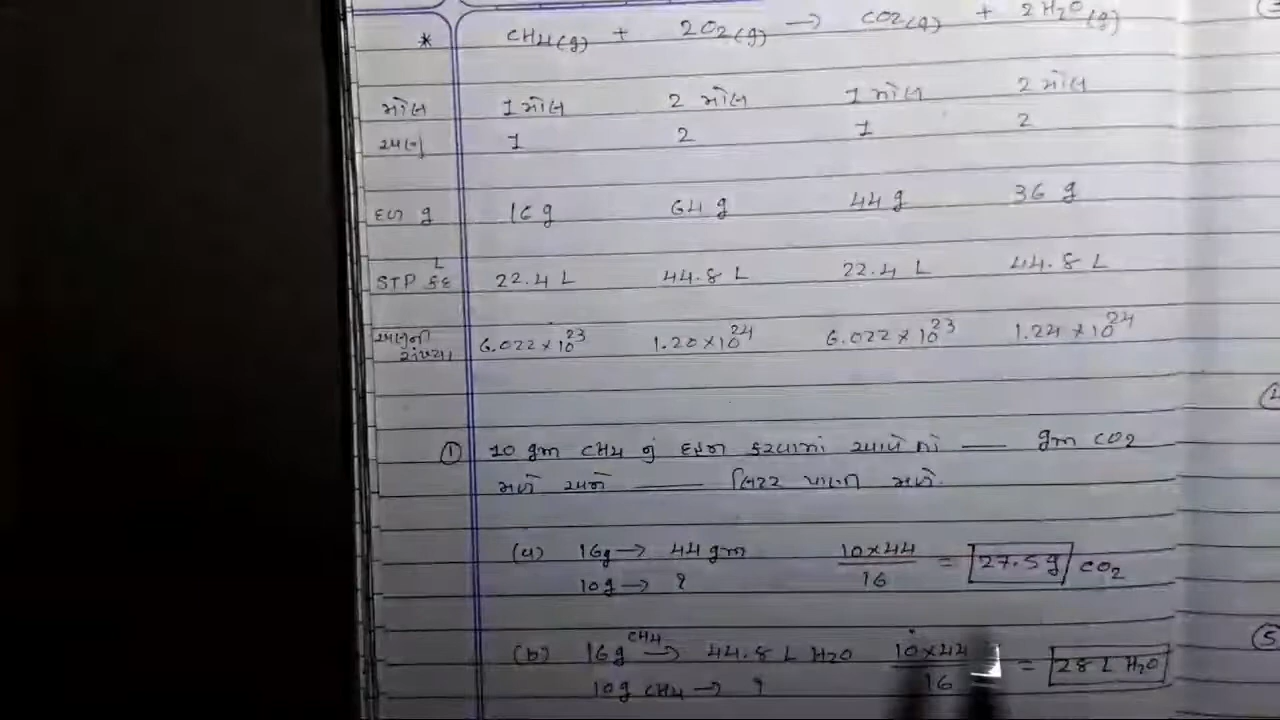 * CH4(g) + 2O2(g) → CO2(g) + 2H2O(g)
મોલ 1 મોલ 2 મોલ 1 મોલ 2 મોલ
અણુ 1 2 1 2
દળ g 16 g 64 g 44 g 36 g
STP કદ L 22.4 L 44.8 L 22.4 L 44.8 L
અણુની સંખ્યા 6.022 × 10^23 1.20 × 10^24 6.022 × 10^23 1.24 × 10^24
① 10 gm CH4 નું દહન કરવામાં આવે તો — gm CO2
મળે અને —— લિટર પાણી મળે.
(a) 16g → 44 gm 10×44/16 = 27.5 g CO2
10g → ?
(b) 16g CH4 → 44.8 L H2O 10×44 /16 = 28 L H2O
10g CH4 → ?
5